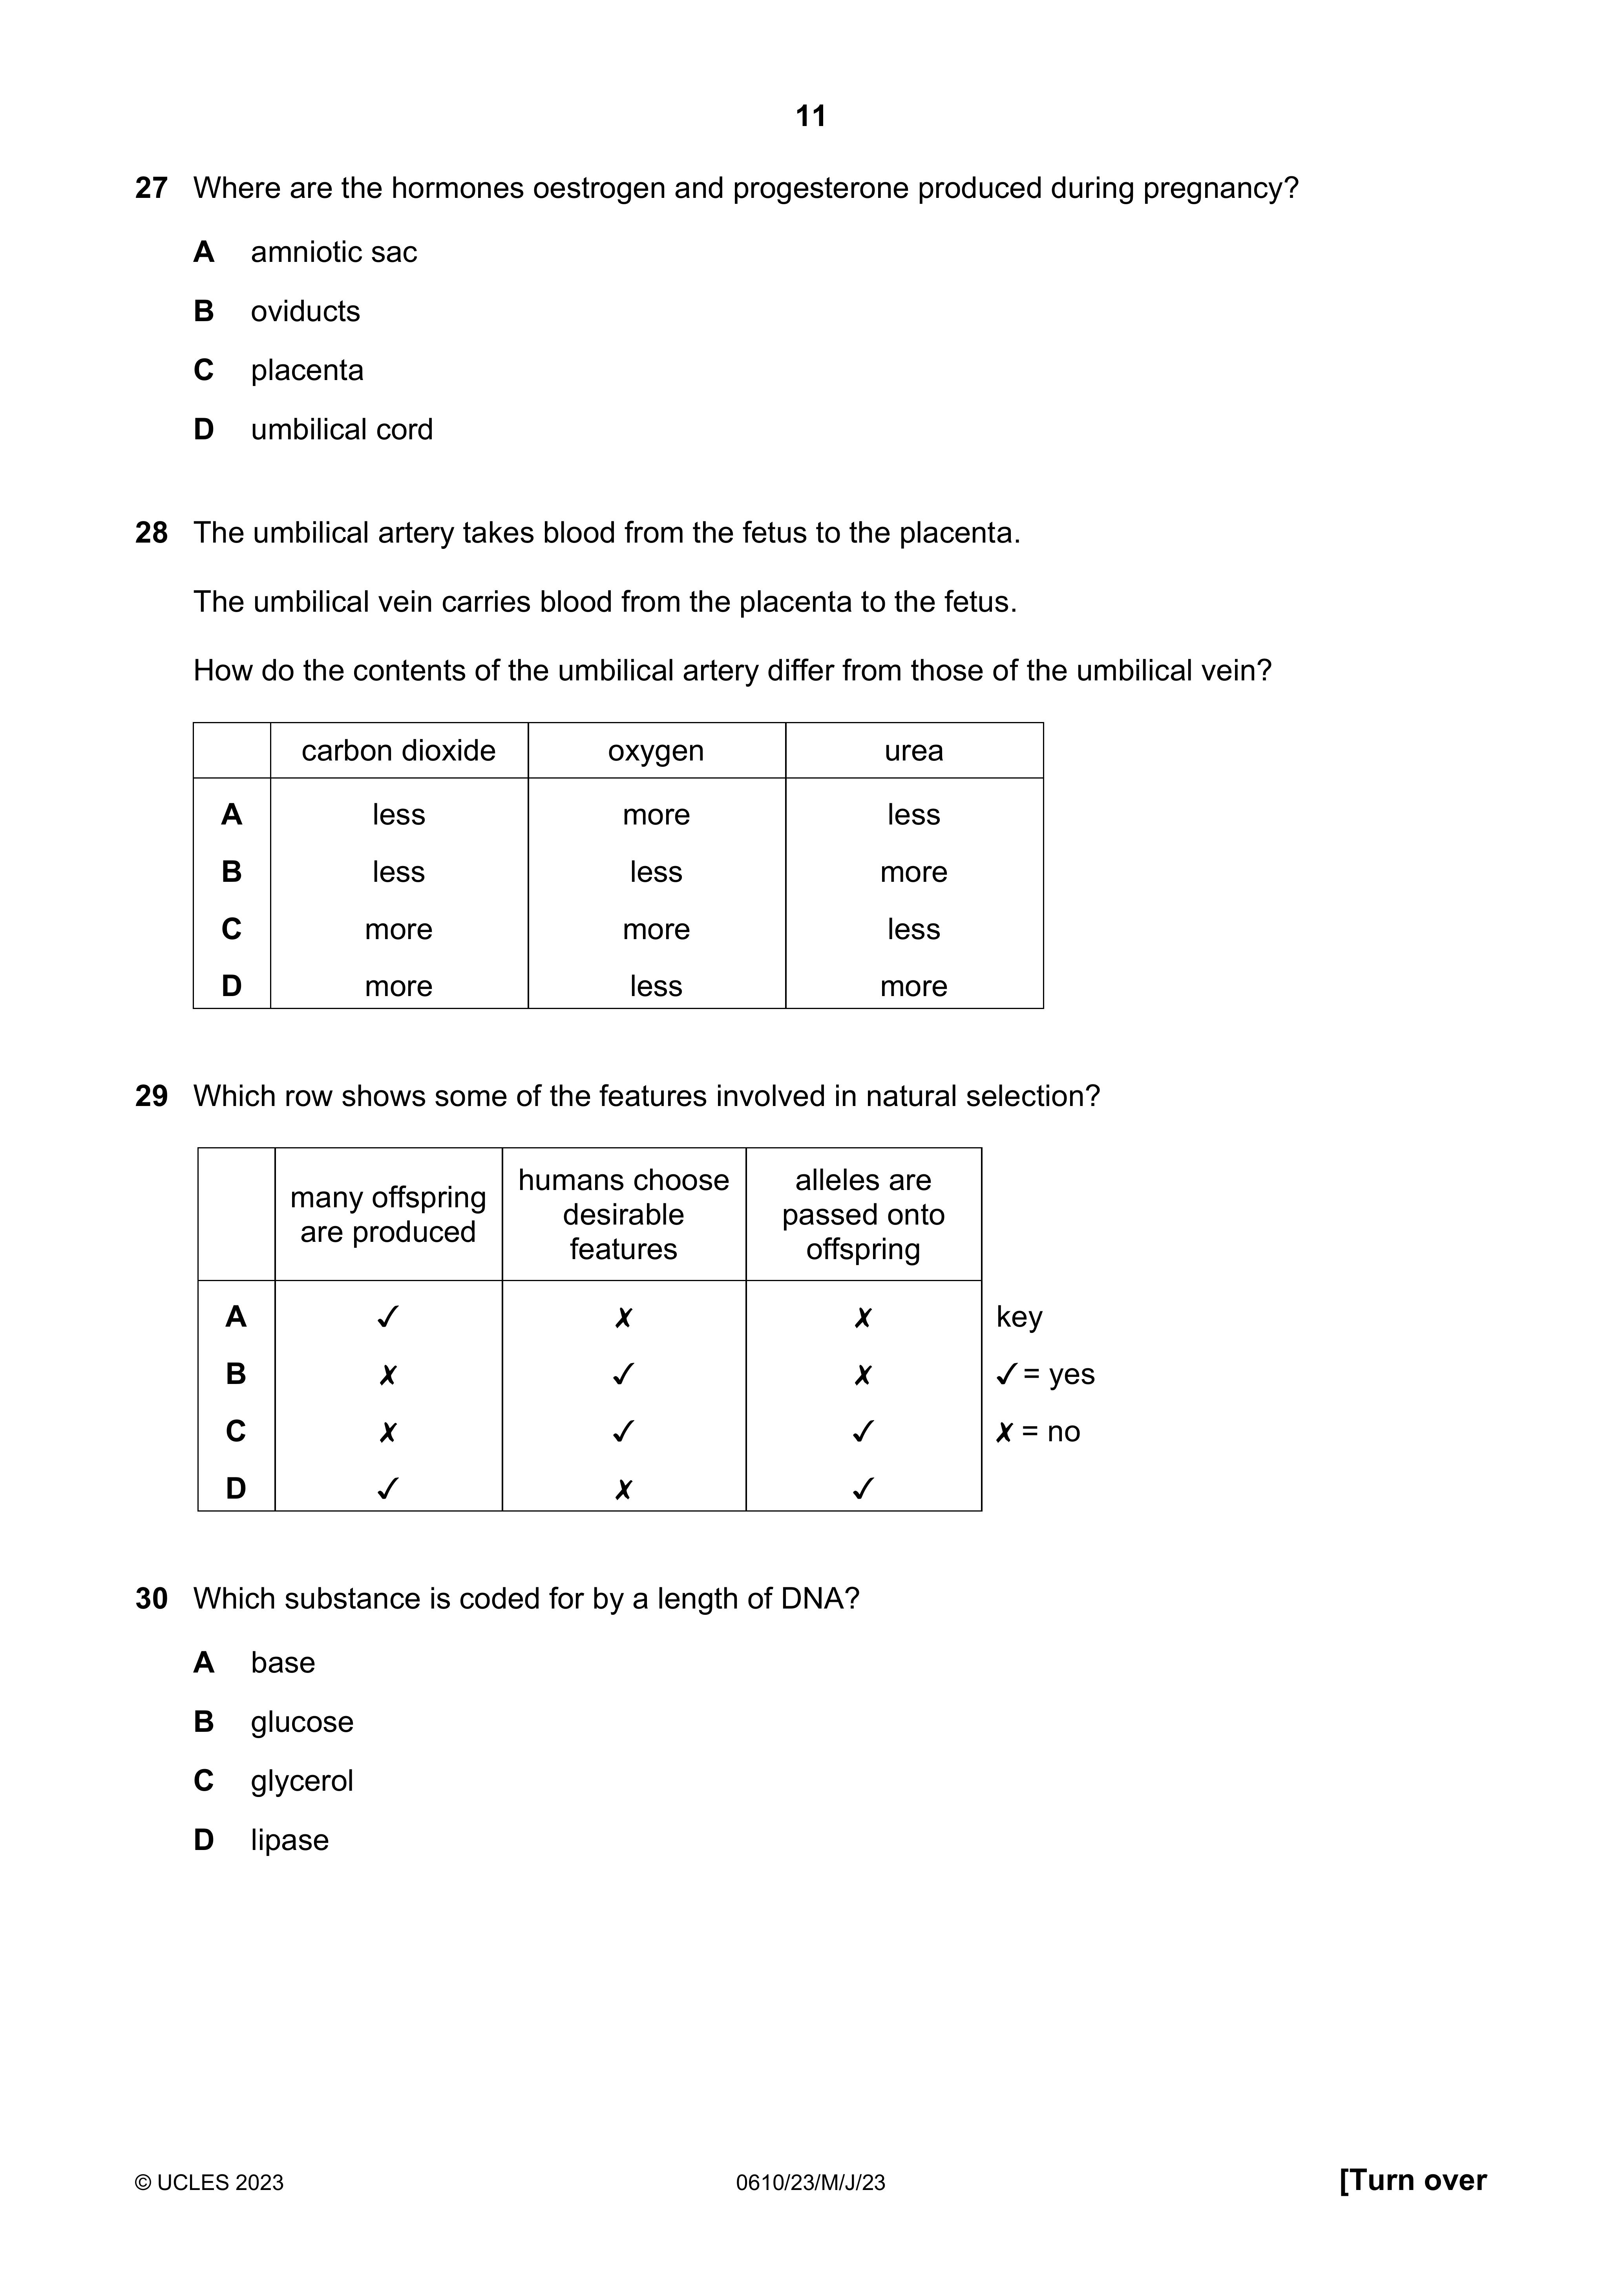 11
27 Where are the hormones oestrogen and progesterone produced during pregnancy?
A amniotic sac
B oviducts
C placenta
D umbilical cord
28 The umbilical artery takes blood from the fetus to the placenta.
The umbilical vein carries blood from the placenta to the fetus.
How do the contents of the umbilical artery differ from those of the umbilical vein?
carbon dioxide oxygen urea
A less more less
B less less more
C more more less
D more less more
29 Which row shows some of the features involved in natural selection?
many offspring are produced
humans choose desirable features
alleles are passed onto offspring
A ✓ ✗ ✗ key
B ✗ ✓ ✗ ✓ = yes
C ✗ ✓ ✓ ✗ = no
D ✓ ✗ ✓
30 Which substance is coded for by a length of DNA?
A base
B glucose
C glycerol
D lipase
© UCLES 2023 0610/23/M/J/23 [Turn over